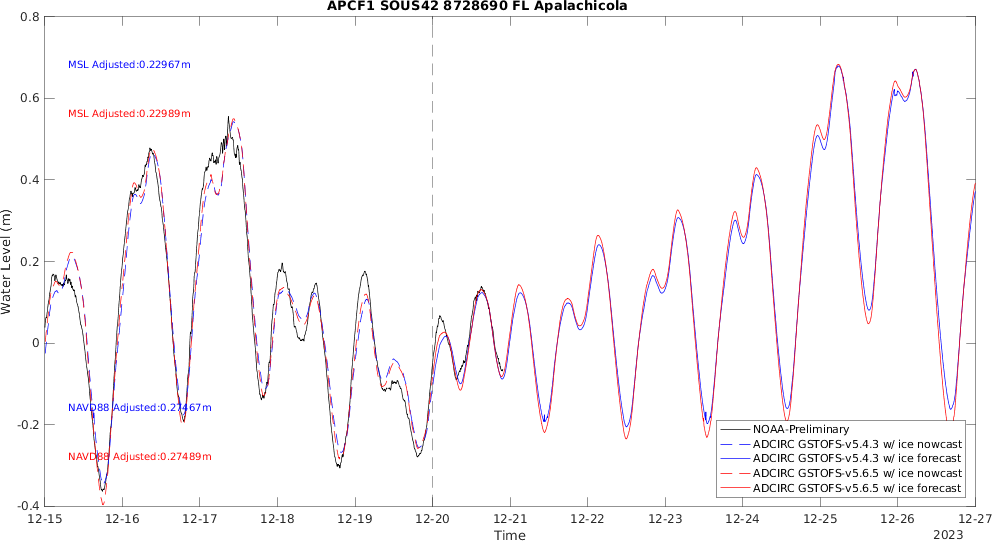 APCF1 SOUS42 8728690 FL Apalachicola
0.8
MSL Adjusted:0.22967m
0.6
MSL Adjusted:0.22989m
0.4
Water Level (m)
0.2
0
NAVD88 Adjusted:0.27467m
-0.2
NOAA-Preliminary
ADCIRC GSTOFS-v5.4.3 w/ ice nowcast
ADCIRC GSTOFS-v5.4.3 w/ ice forecast
ADCIRC GSTOFS-v5.6.5 w/ ice nowcast
ADCIRC GSTOFS-v5.6.5 w/ ice forecast
NAVD88 Adjusted:0.27489m
-0.4
12-15 12-16 12-17 12-18 12-19 12-20 12-21 12-22 12-23 12-24 12-25 12-26 12-27
Time
2023